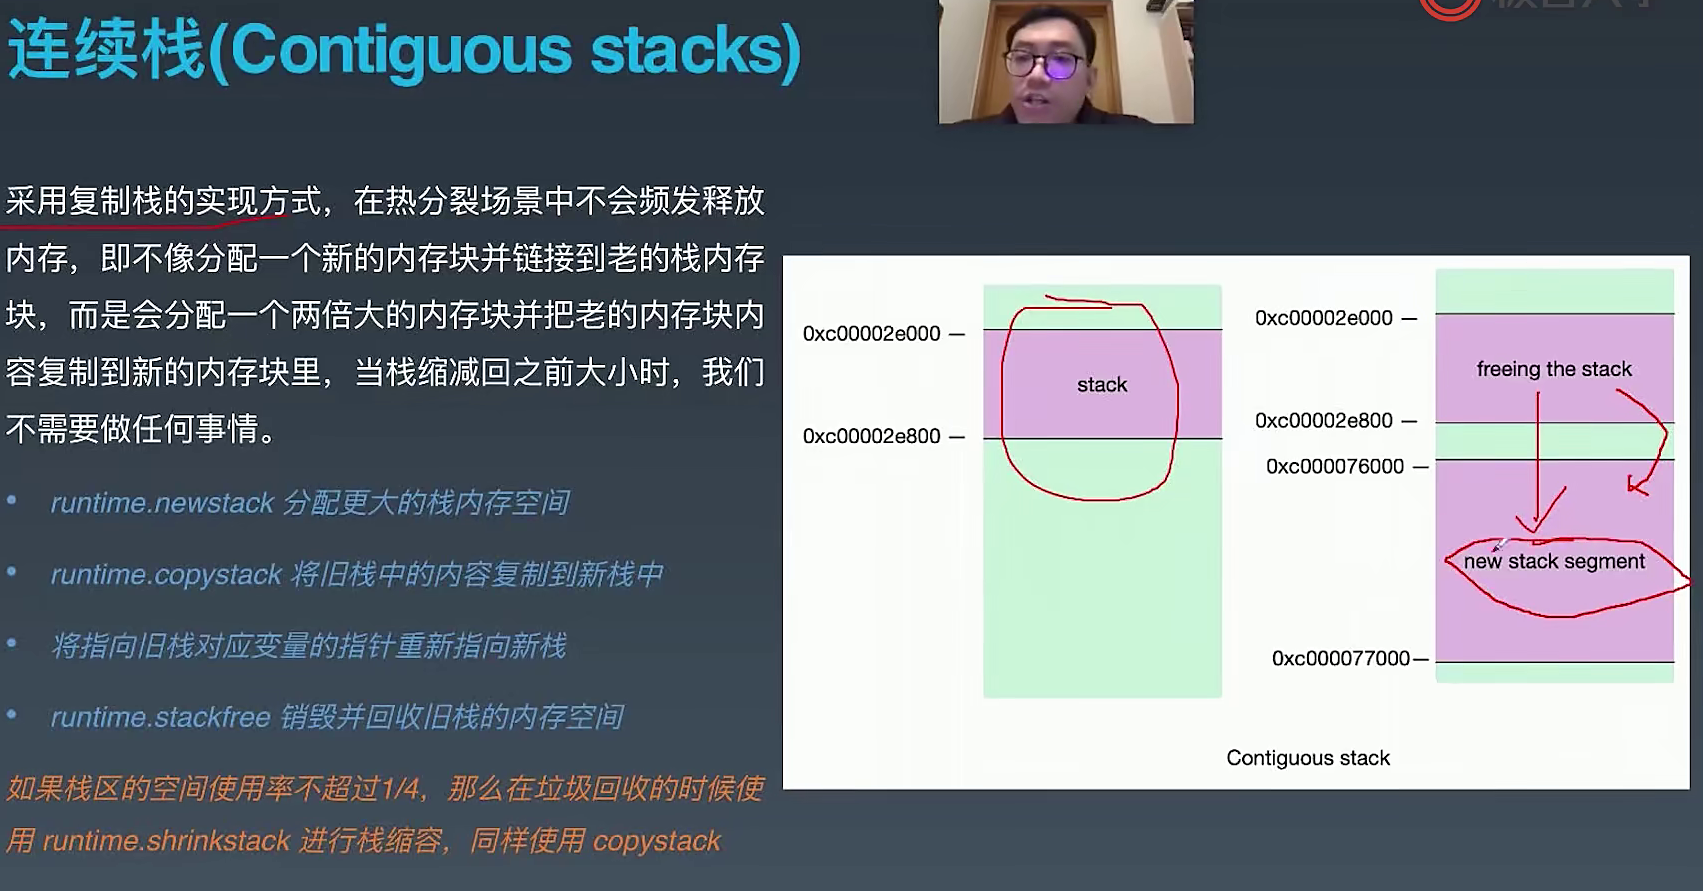 连续栈(Contiguous stacks)
采用复制栈的实现方式，在热分裂场景中不会频发释放
内存，即不像分配一个新的内存块并链接到老的栈内存
块，而是会分配一个两倍大的内存块并把老的内存块内
容复制到新的内存块里，当栈缩减回之前大小时，我们
不需要做任何事情。
• runtime.newstack 分配更大的栈内存空间
• runtime.copystack 将旧栈中的内容复制到新栈中
• 将指向旧栈对应变量的指针重新指向新栈
• runtime.stackfree 销毁并回收旧栈的内存空间
如果栈区的空间使用率不超过1/4，那么在垃圾回收的时候使
用 runtime.shrinkstack 进行栈缩容，同样使用 copystack
0xc00002e000
stack
0xc00002e800
0xc00002e000
freeing the stack
0xc00002e800
0xc000076000
new stack segment
0xc000077000
Contiguous stack